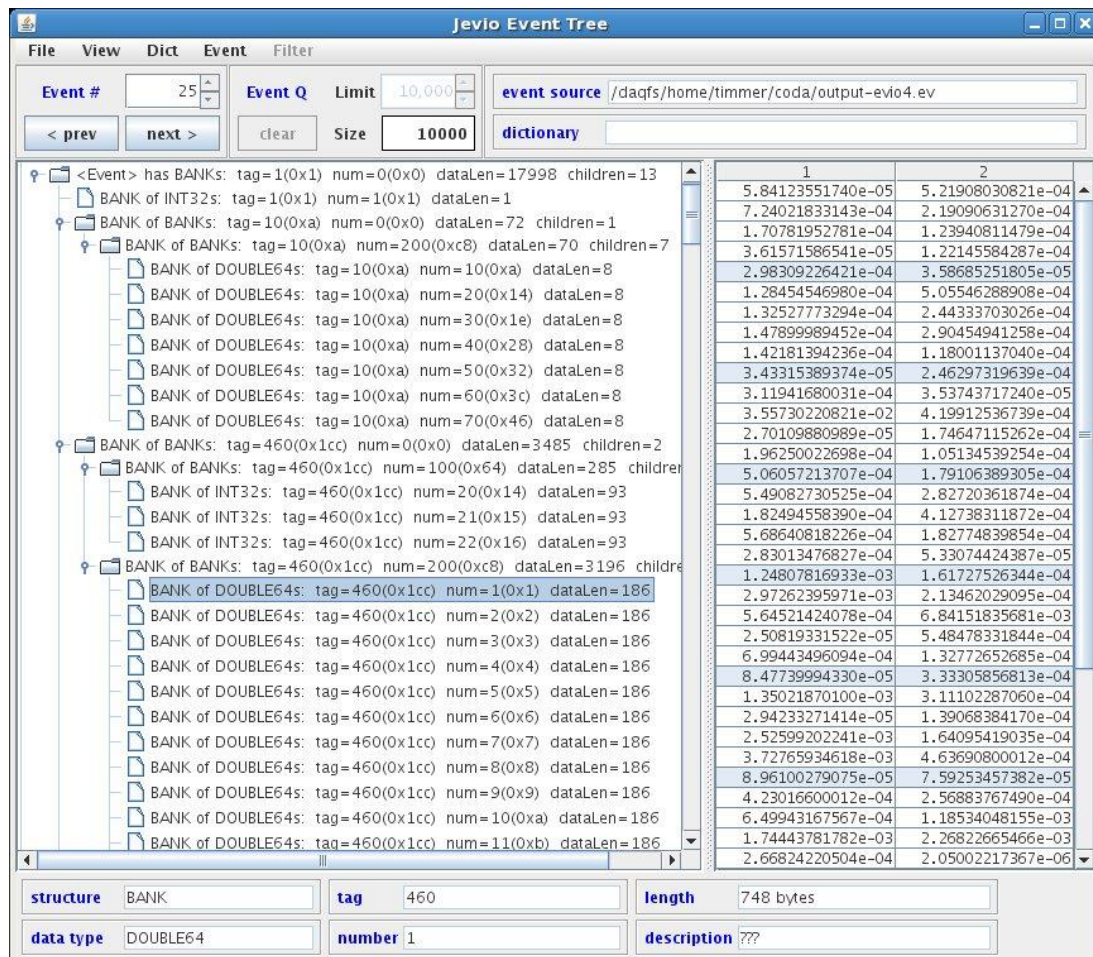 Jevio Event Tree
File View Dict Event Filter
Event # 25 Event Q Limit 10,000 event source /daqfs/home/timmer/coda/output-evio4.ev
< prev next > clear Size 10000 dictionary
<Event> has BANKs: tag=1(0x1) num=0(0x0) dataLen=17998 children=13
BANK of INT32s: tag=1(0x1) num=1(0x1) dataLen=1
BANK of BANKs: tag=10(0xa) num=0(0x0) dataLen=72 children=1
BANK of BANKs: tag=10(0xa) num=200(0xc8) dataLen=70 children=7
BANK of DOUBLE64s: tag=10(0xa) num=10(0xa) dataLen=8
BANK of DOUBLE64s: tag=10(0xa) num=20(0x14) dataLen=8
BANK of DOUBLE64s: tag=10(0xa) num=30(0x1e) dataLen=8
BANK of DOUBLE64s: tag=10(0xa) num=40(0x28) dataLen=8
BANK of DOUBLE64s: tag=10(0xa) num=50(0x32) dataLen=8
BANK of DOUBLE64s: tag=10(0xa) num=60(0x3c) dataLen=8
BANK of DOUBLE64s: tag=10(0xa) num=70(0x46) dataLen=8
BANK of BANKs: tag=460(0x1cc) num=0(0x0) dataLen=3485 children=2
BANK of BANKs: tag=460(0x1cc) num=100(0x64) dataLen=285 childrer
BANK of INT32s: tag=460(0x1cc) num=20(0x14) dataLen=93
BANK of INT32s: tag=460(0x1cc) num=21(0x15) dataLen=93
BANK of INT32s: tag=460(0x1cc) num=22(0x16) dataLen=93
BANK of BANKs: tag=460(0x1cc) num=200(0xc8) dataLen=3196 childre
BANK of DOUBLE64s: tag=460(0x1cc) num=1(0x1) dataLen=186
BANK of DOUBLE64s: tag=460(0x1cc) num=2(0x2) dataLen=186
BANK of DOUBLE64s: tag=460(0x1cc) num=3(0x3) dataLen=186
BANK of DOUBLE64s: tag=460(0x1cc) num=4(0x4) dataLen=186
BANK of DOUBLE64s: tag=460(0x1cc) num=5(0x5) dataLen=186
BANK of DOUBLE64s: tag=460(0x1cc) num=6(0x6) dataLen=186
BANK of DOUBLE64s: tag=460(0x1cc) num=7(0x7) dataLen=186
BANK of DOUBLE64s: tag=460(0x1cc) num=8(0x8) dataLen=186
BANK of DOUBLE64s: tag=460(0x1cc) num=9(0x9) dataLen=186
BANK of DOUBLE64s: tag=460(0x1cc) num=10(0xa) dataLen=186
BANK of DOUBLE64s: tag=460(0x1cc) num=11(0xb) dataLen=186
1 2
5.84123551740e-05 5.21908030821e-04
7.24021833143e-04 2.19090631270e-04
1.70781952781e-04 1.23940811479e-04
3.61571586541e-05 1.22145584287e-04
2.98309226421e-04 3.58685251805e-05
1.28454546980e-04 5.05546288908e-04
1.32527773294e-04 2.44333703026e-04
1.47899989452e-04 2.90454941258e-04
1.42181394236e-04 1.18001137040e-04
3.43315389374e-05 2.46297319639e-04
3.11941680031e-04 3.53743717240e-05
3.55730220821e-02 4.19912536739e-04
2.70109880989e-05 1.74647115262e-04
1.96250022698e-04 1.05134539254e-04
5.06057213707e-04 1.79106389305e-04
5.49082730525e-04 2.82720361874e-04
1.82494558390e-04 4.12738311872e-04
5.68640818226e-04 1.82774839854e-04
2.83013476827e-04 5.33074424387e-05
1.24807816933e-03 1.61727526344e-04
2.97262395971e-03 2.13462029095e-04
5.64521424078e-04 6.84151835681e-03
2.50819331522e-05 5.48478331844e-04
6.99443496094e-04 1.32772652685e-04
8.47739994330e-05 3.33305856813e-04
1.35021870100e-03 3.11102287060e-04
2.94233271414e-05 1.39068384170e-04
2.52599202241e-03 1.64095419035e-04
3.72765934618e-03 4.63690800012e-04
8.96100279075e-05 7.59253457382e-05
4.23016600012e-04 2.56883767490e-04
6.49943167567e-04 1.18534048155e-03
1.74443781782e-03 2.26822665466e-03
2.66824220504e-04 2.05002217367e-06
structure BANK tag 460 length 748 bytes
data type DOUBLE64 number 1 description ???